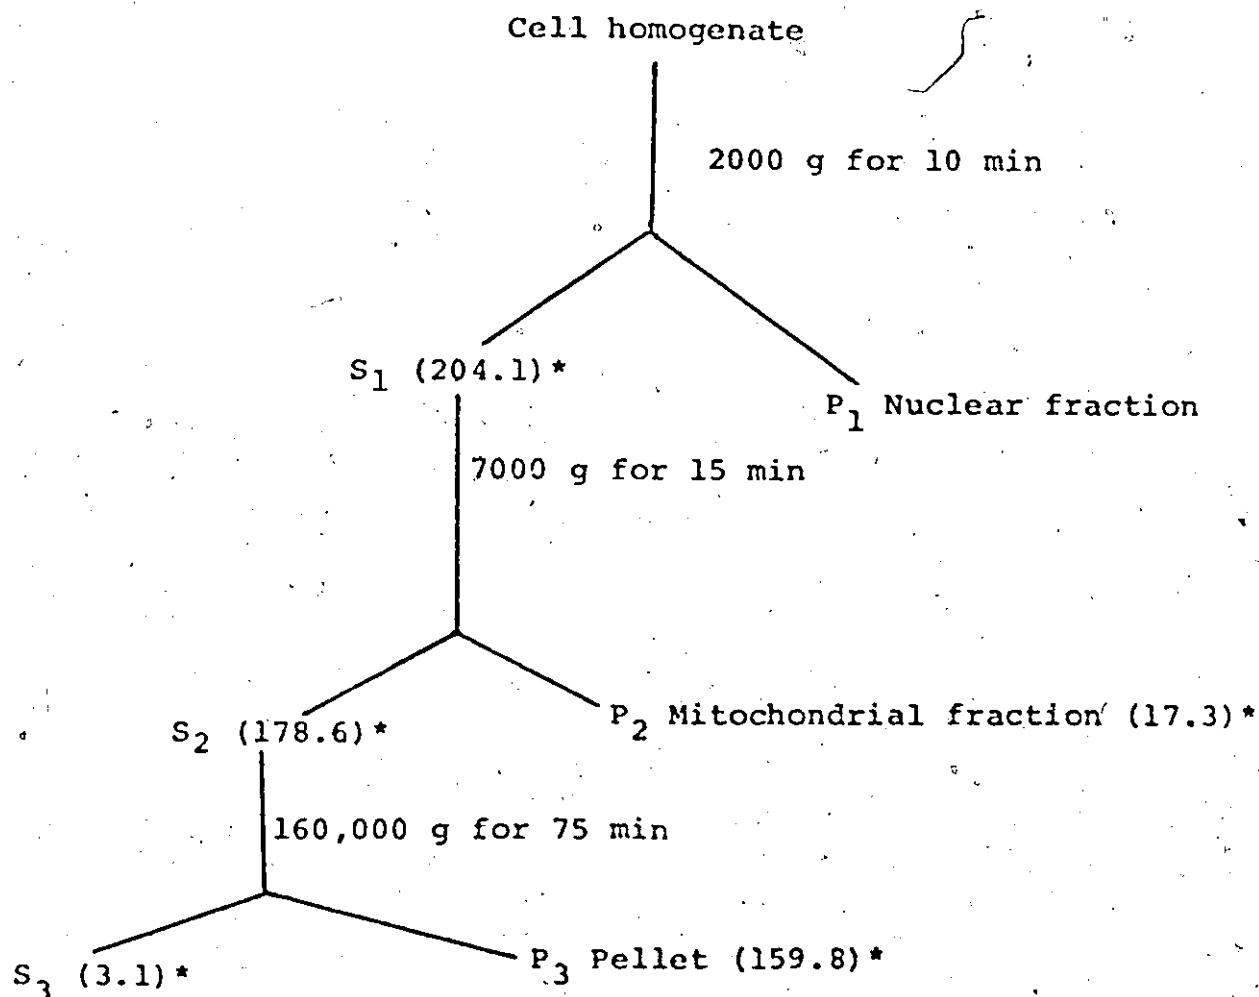 Cell homogenate
2000 g for 10 min
S₁ (204.1)*
P₁ Nuclear fraction
7000 g for 15 min
S₂ (178.6)*
P₂ Mitochondrial fraction (17.3)*
160,000 g for 75 min
S₃ (3.1)*
P₃ Pellet (159.8)*